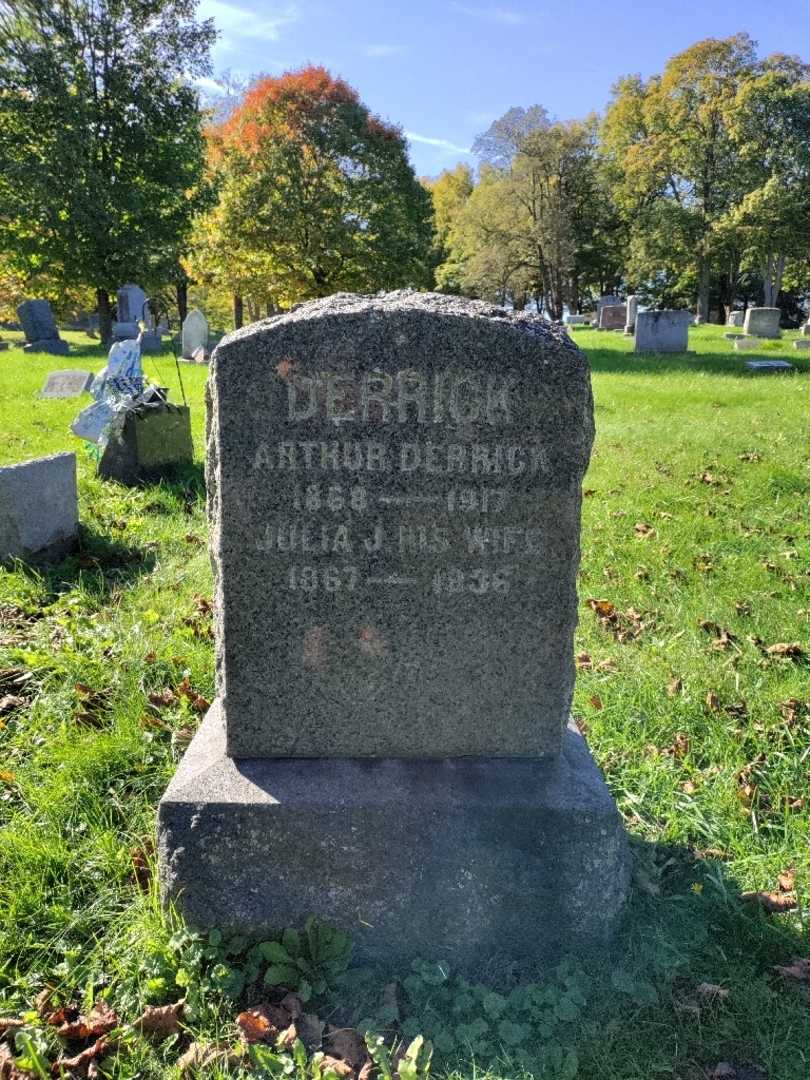 DERRICK
ARTHUR DERRICK
1868 — 1917
JULIA J. HIS WIFE
1867 — 1936